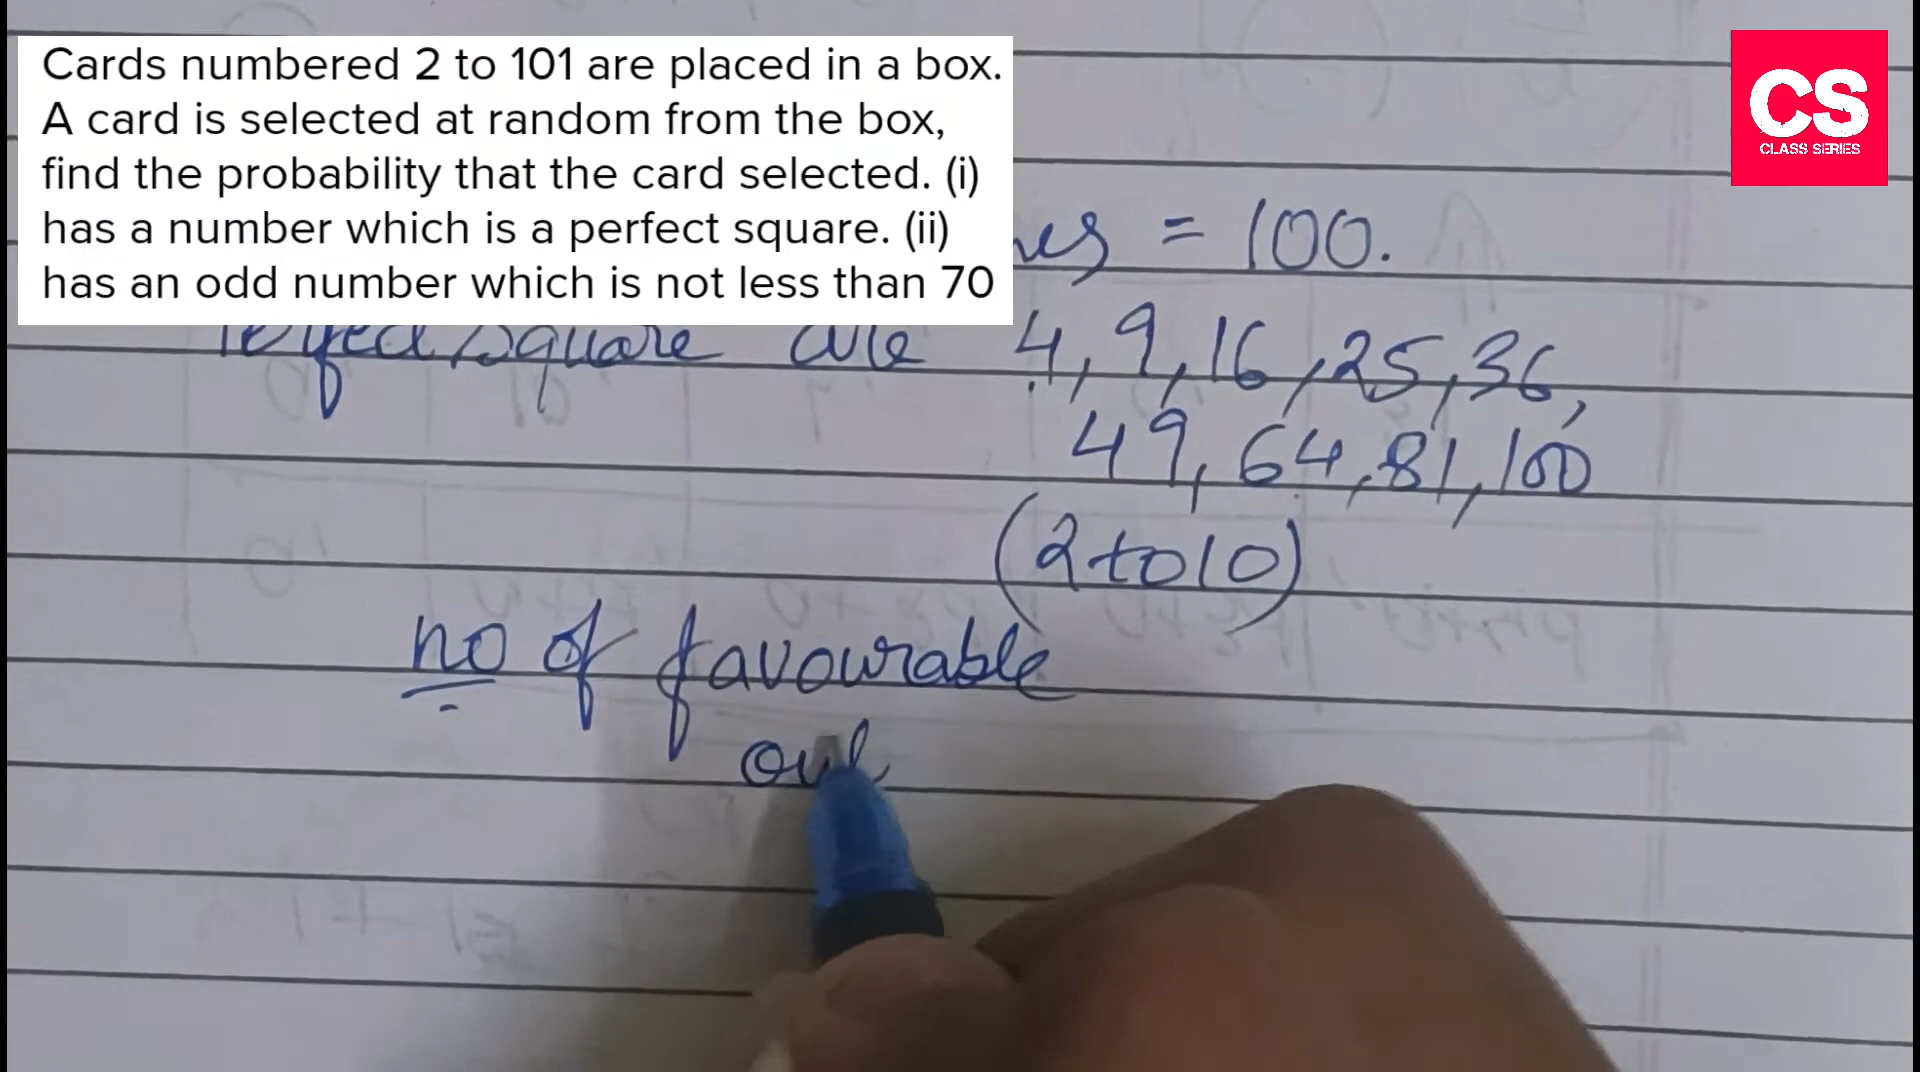 Cards numbered 2 to 101 are placed in a box.
A card is selected at random from the box,
find the probability that the card selected. (i)
has a number which is a perfect square. (ii)
has an odd number which is not less than 70
CS
CLASS SERIES
= 100.
Perfect square are 4, 9, 16, 25, 36,
49, 64, 81, 100
(2 to 10)
no of favourable
out